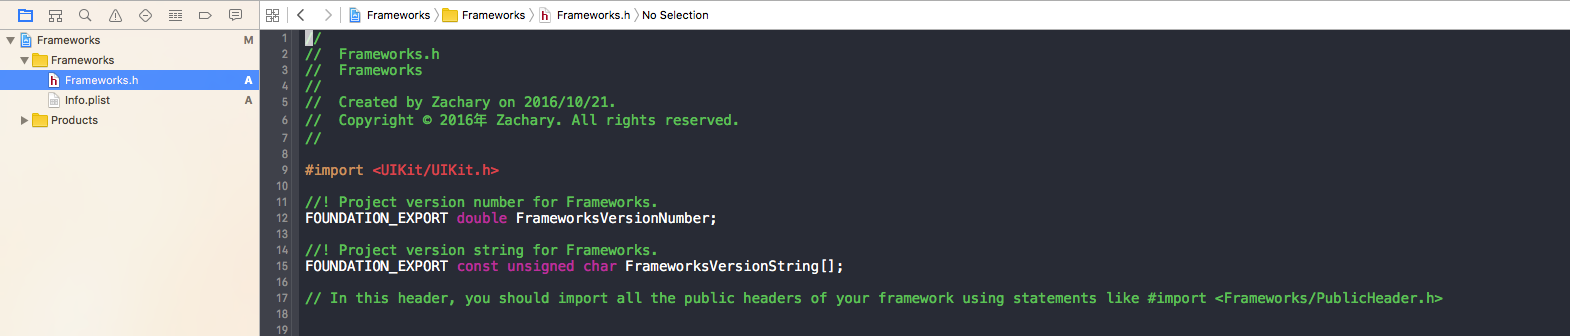 Frameworks 〉 Frameworks 〉 Frameworks.h 〉 No Selection
Frameworks M
Frameworks
Frameworks.h A
Info.plist A
Products
1 //
2 //  Frameworks.h
3 //  Frameworks
4 //
5 //  Created by Zachary on 2016/10/21.
6 //  Copyright © 2016年 Zachary. All rights reserved.
7 //
8
9 #import <UIKit/UIKit.h>
10
11 //! Project version number for Frameworks.
12 FOUNDATION_EXPORT double FrameworksVersionNumber;
13
14 //! Project version string for Frameworks.
15 FOUNDATION_EXPORT const unsigned char FrameworksVersionString[];
16
17 // In this header, you should import all the public headers of your framework using statements like #import <Frameworks/PublicHeader.h>
18
19